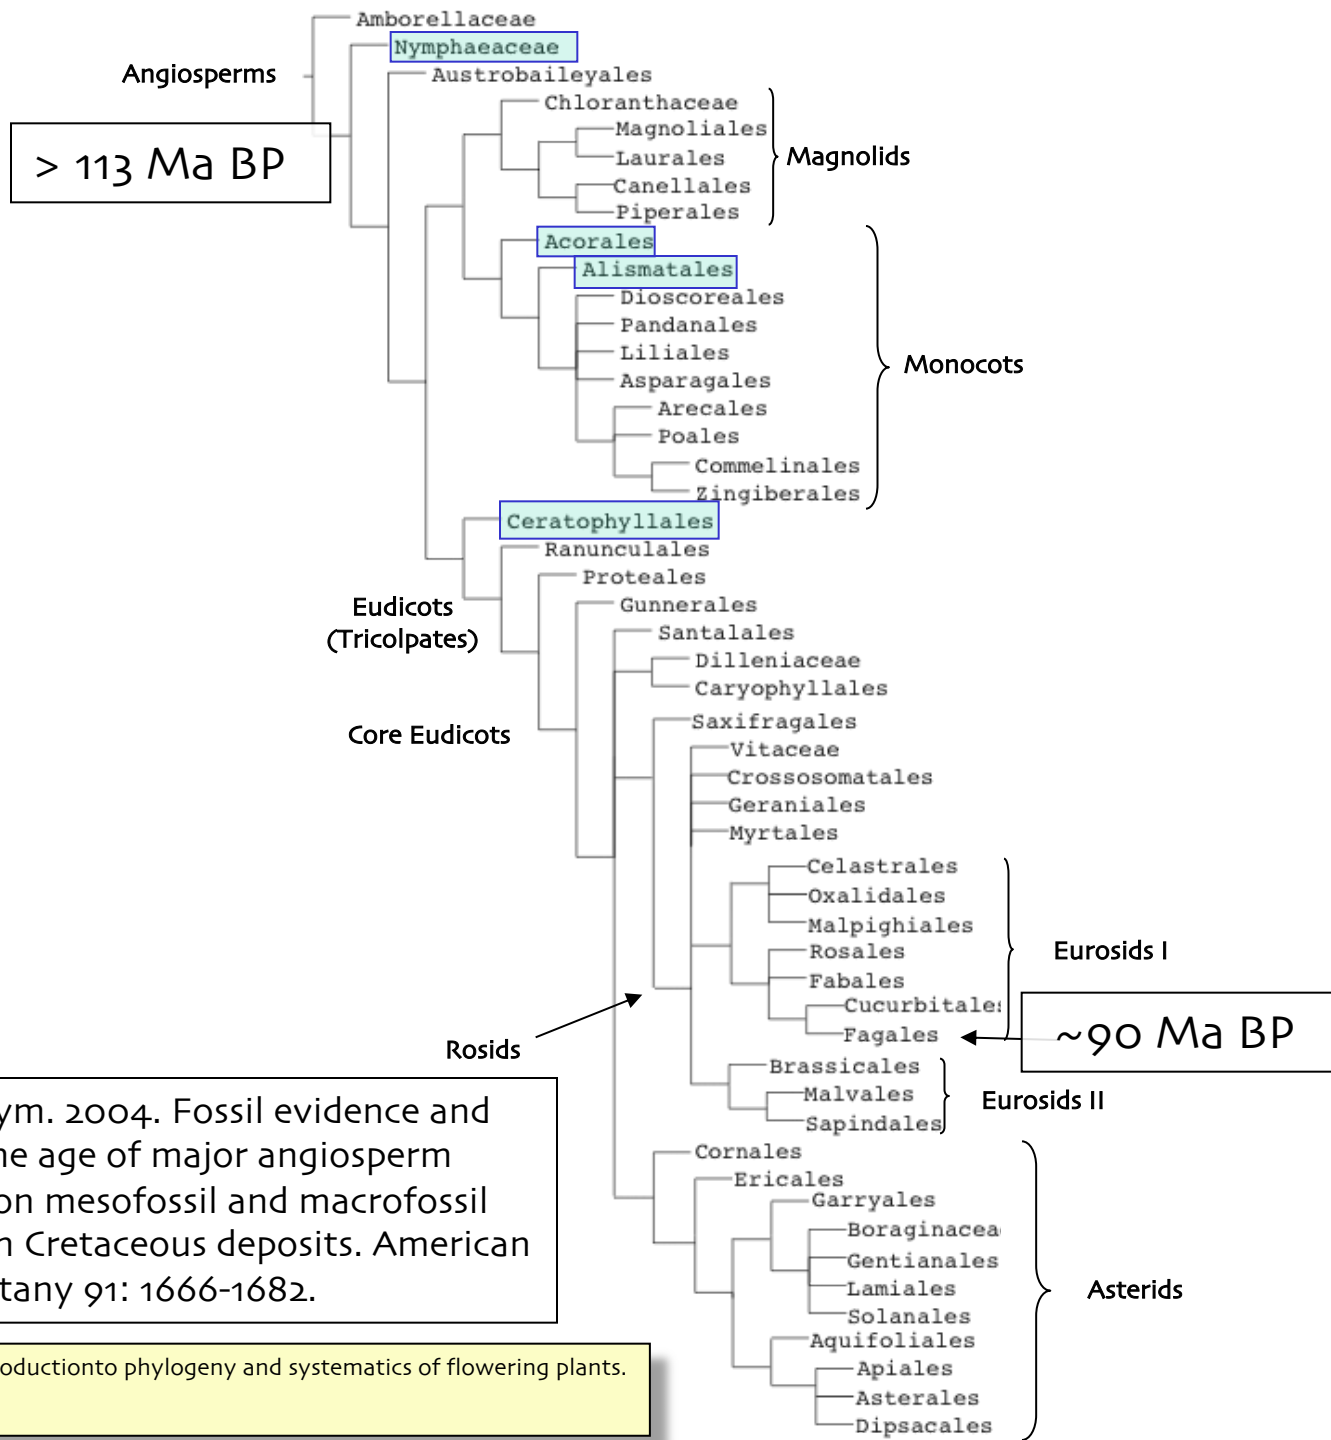 Amborellaceae
Nymphaeaceae
Angiosperms
Austrobaileyales
Chloranthaceae
> 113 Ma BP
Magnoliales
Laurales
Magnolids
Canellales
Piperales
Acorales
Alismatales
Dioscoreales
Pandanales
Liliales
Monocots
Asparagales
Arecales
Poales
Commelinales
Zingiberales
Ceratophyllales
Ranunculales
Proteales
Eudicots
(Tricolpates)
Gunnerales
Santalales
Dilleniaceae
Caryophyllales
Saxifragales
Core Eudicots
Vitaceae
Crossosomatales
Geraniales
Myrtales
Celastrales
Oxalidales
Malpighiales
Eurosids I
Rosales
Fabales
Cucurbitales
Fagales
~90 Ma BP
Rosids
Brassicales
Malvales
Eurosids II
Sapindales
ym. 2004. Fossil evidence and
he age of major angiosperm
on mesofossil and macrofossil
n Cretaceous deposits. American
tany 91: 1666-1682.
Cornales
Ericales
Garryales
Boraginacea
Gentianales
Lamiales
Asterids
Solanales
Aquifoliales
Apiales
Asterales
Dipsacales
oductionto phylogeny and systematics of flowering plants.